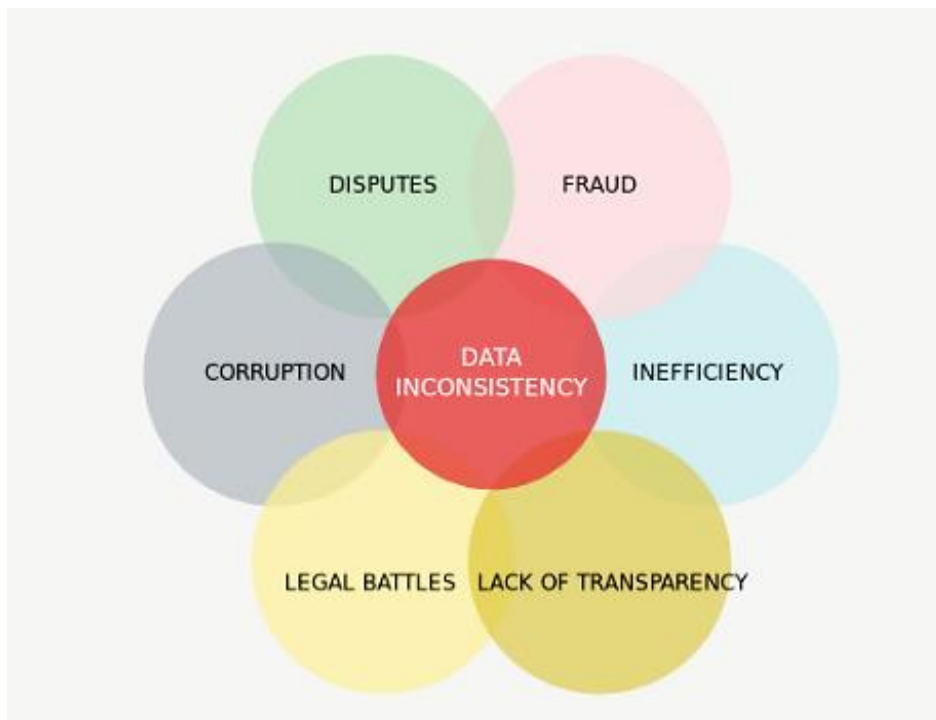 DISPUTES
FRAUD
CORRUPTION
DATA
INCONSISTENCY
INEFFICIENCY
LEGAL BATTLES
LACK OF TRANSPARENCY